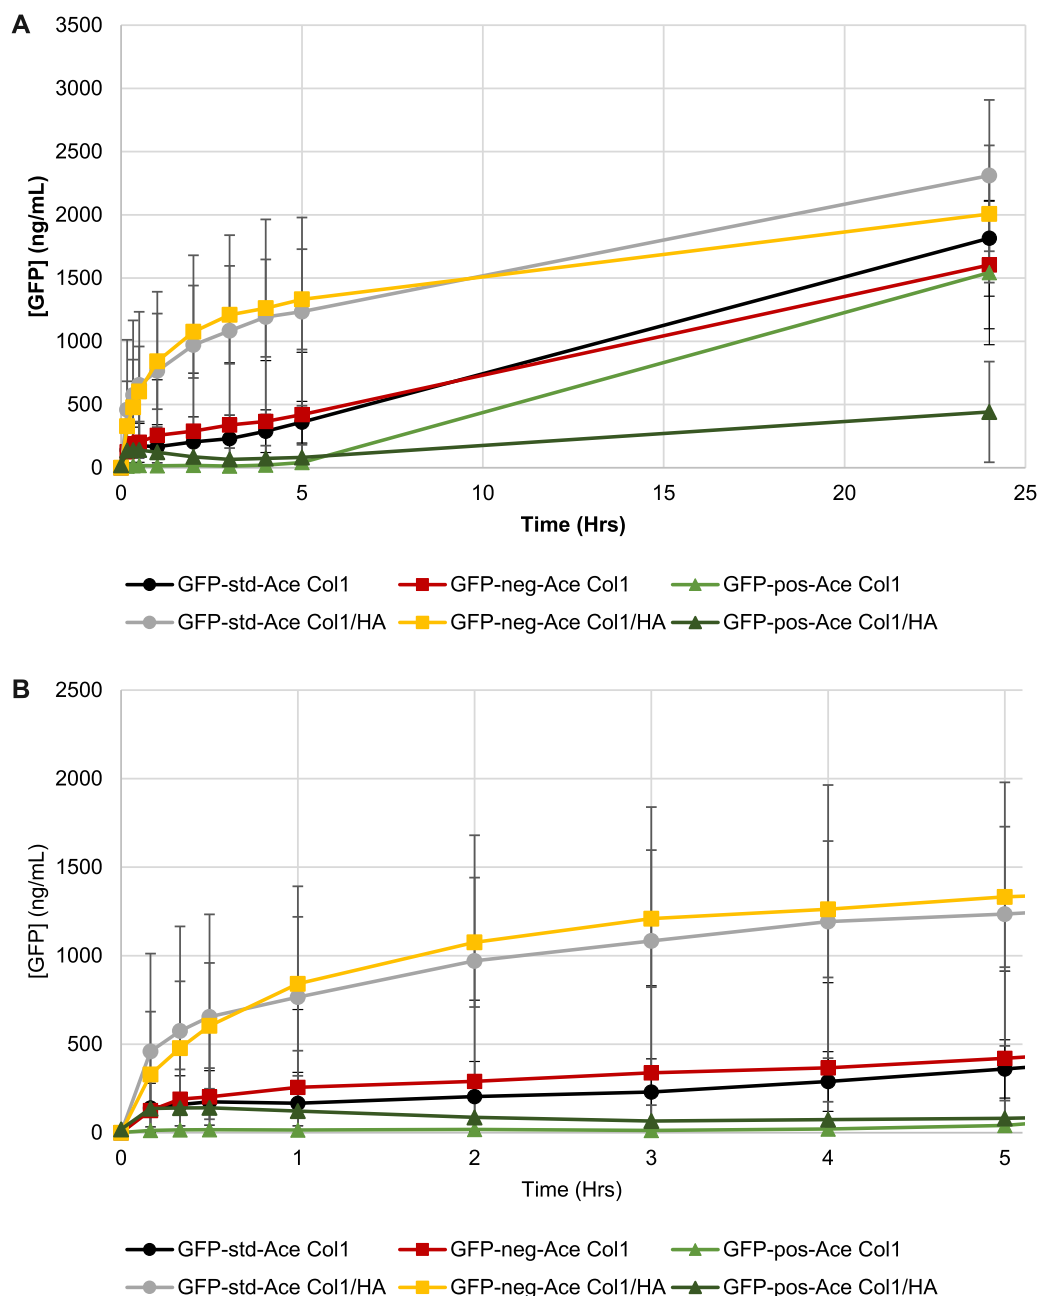 A
3500
3000
2500
2000
1500
1000
500
0
[GFP] (ng/mL)
0 5 10 15 20 25
Time (Hrs)
GFP-std-Ace Col1 GFP-neg-Ace Col1 GFP-pos-Ace Col1
GFP-std-Ace Col1/HA GFP-neg-Ace Col1/HA GFP-pos-Ace Col1/HA
B
2500
2000
1500
1000
500
0
[GFP] (ng/mL)
0 1 2 3 4 5
Time (Hrs)
GFP-std-Ace Col1 GFP-neg-Ace Col1 GFP-pos-Ace Col1
GFP-std-Ace Col1/HA GFP-neg-Ace Col1/HA GFP-pos-Ace Col1/HA